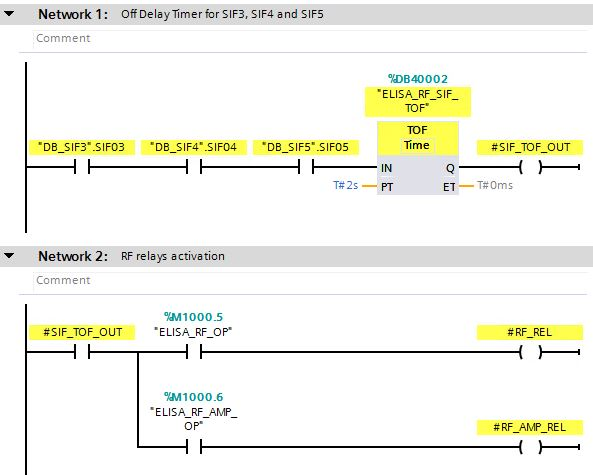 Network 1: Off Delay Timer for SIF3, SIF4 and SIF5
Comment
%DB40002
"ELISA_RF_SIF_
TOF"
TOF
Time
"DB_SIF3".SIF03 "DB_SIF4".SIF04 "DB_SIF5".SIF05 #SIF_TOF_OUT
IN Q
T#2s PT ET T#0ms
Network 2: RF relays activation
Comment
%M1000.5
#SIF_TOF_OUT "ELISA_RF_OP" #RF_REL
%M1000.6
"ELISA_RF_AMP_
OP" #RF_AMP_REL